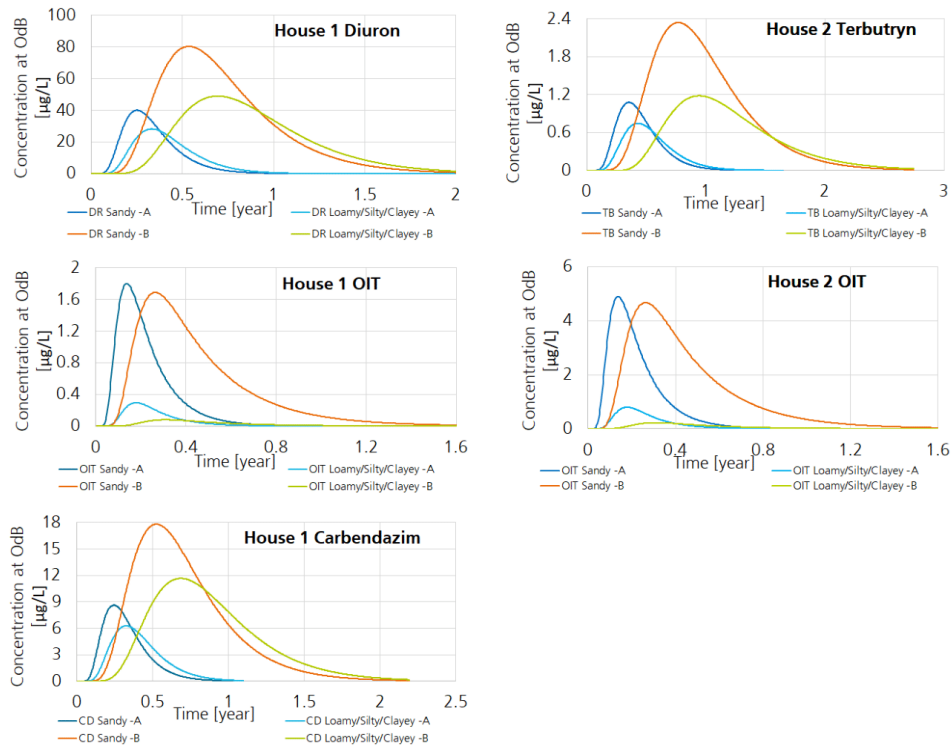 House 1 Diuron
Concentration at OdB
[µg/L]
100
80
60
40
20
0
0
0.5
1
1.5
2
Time [year]
DR Sandy -A
DR Loamy/Silty/Clayey -A
DR Sandy -B
DR Loamy/Silty/Clayey -B
House 2 Terbutryn
Concentration at OdB
[µg/L]
2.4
1.8
1.2
0.6
0
0
1
2
3
Time [year]
TB Sandy -A
TB Loamy/Silty/Clayey -A
TB Sandy -B
TB Loamy/Silty/Clayey -B
House 1 OIT
Concentration at OdB
[µg/L]
2
1.6
1.2
0.8
0.4
0
0
0.4
0.8
1.2
1.6
Time [year]
OIT Sandy -A
OIT Loamy/Silty/Clayey -A
OIT Sandy -B
OIT Loamy/Silty/Clayey -B
House 2 OIT
Concentration at OdB
[µg/L]
6
4
2
0
0
0.4
0.8
1.2
1.6
Time [year]
OIT Sandy -A
OIT Loamy/Silty/Clayey -A
OIT Sandy -B
OIT Loamy/Silty/Clayey -B
House 1 Carbendazim
Concentration at OdB
[µg/L]
18
15
12
9
6
3
0
0
0.5
1
1.5
2
2.5
Time [year]
CD Sandy -A
CD Loamy/Silty/Clayey -A
CD Sandy -B
CD Loamy/Silty/Clayey -B